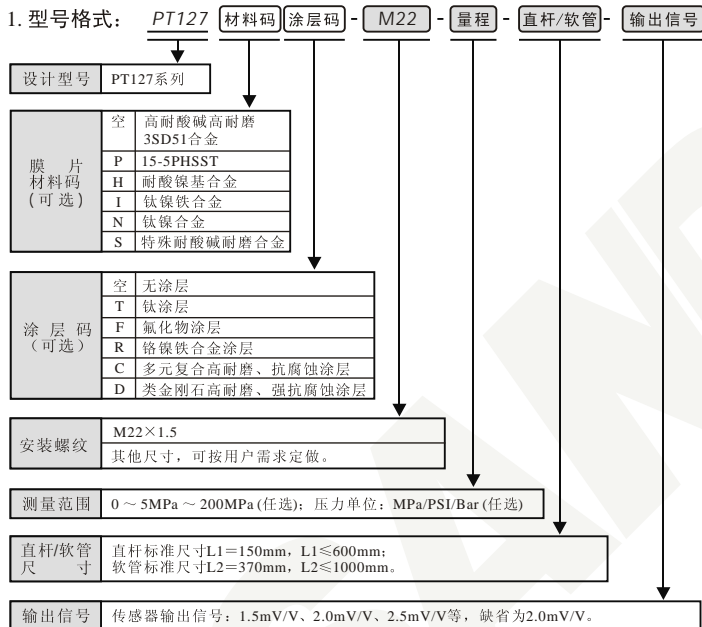 1. 型号格式： PT127 材料码 涂层码 - M22 - 量程 - 直杆/软管 - 输出信号
设计型号 PT127系列
膜 片
材料码
(可选)
空 高耐酸碱高耐磨
3SD51合金
P 15-5PHSST
H 耐酸镍基合金
I 钛镍铁合金
N 钛镍合金
S 特殊耐酸碱耐磨合金
涂 层 码
（可选）
空 无涂层
T 钛涂层
F 氟化物涂层
R 铬镍铁合金涂层
C 多元复合高耐磨、抗腐蚀涂层
D 类金刚石高耐磨、强抗腐蚀涂层
安装螺纹
M22×1.5
其他尺寸，可按用户需求定做。
测量范围 0～5MPa～200MPa(任选)；压力单位：MPa/PSI/Bar(任选)
直杆/软管
尺 寸
直杆标准尺寸L1＝150mm，L1≤600mm；
软管标准尺寸L2＝370mm，L2≤1000mm。
输出信号 传感器输出信号：1.5mV/V、2.0mV/V、2.5mV/V等，缺省为2.0mV/V。